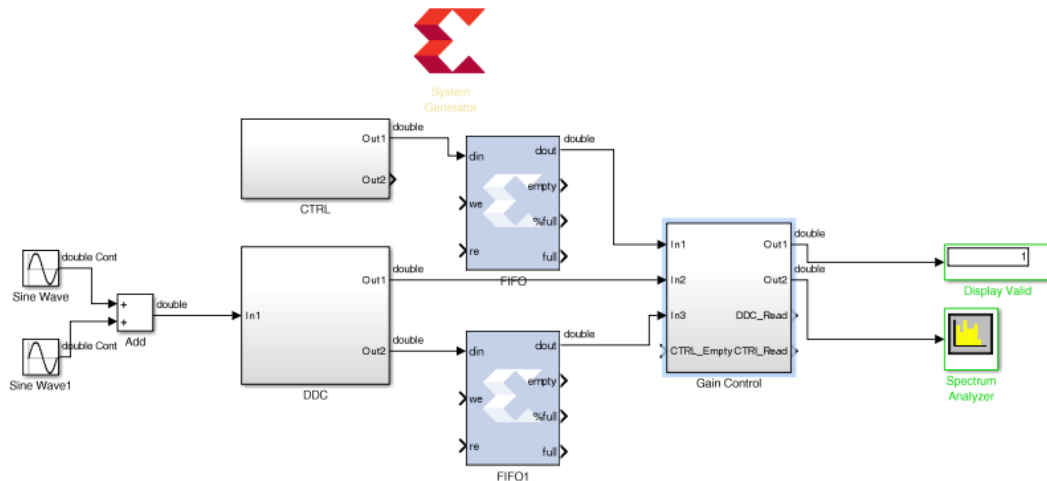 System
Generator
double
Out1
Out2
CTRL
double
din
we
re
dout
empty
%full
full
FIFO
double Cont
Sine Wave
double Cont
Sine Wave1
+
+
Add
double
In1
Out1
Out2
DDC
double
double
din
we
re
dout
empty
%full
full
FIFO1
double
In1
In2
In3
CTRL_Empty
Out1
Out2
DDC_Read
CTRl_Read
Gain Control
double
double
1
Display Valid
Spectrum
Analyzer